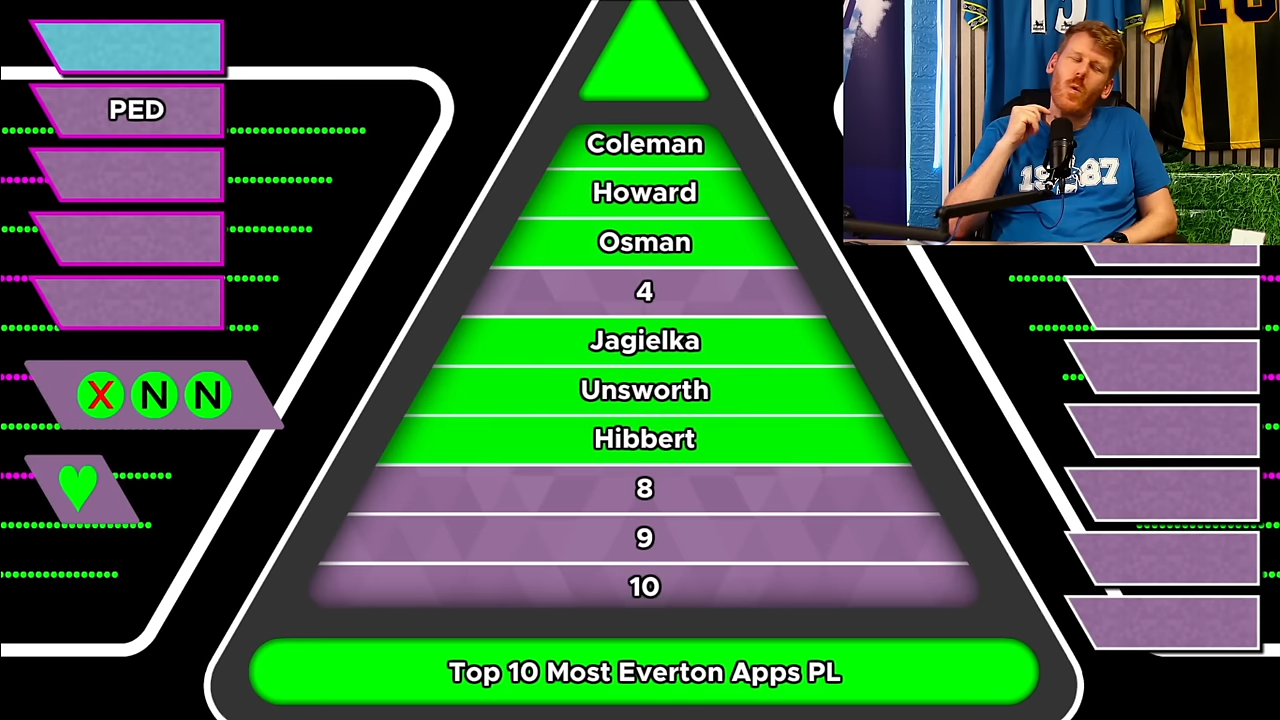 PED
X N N
Coleman
Howard
Osman
4
Jagielka
Unsworth
Hibbert
8
9
10
Top 10 Most Everton Apps PL